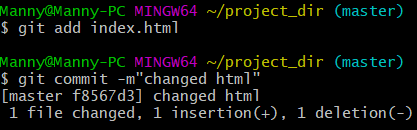 Manny@Manny-PC MINGW64 ~/project_dir (master)
$ git add index.html
Manny@Manny-PC MINGW64 ~/project_dir (master)
$ git commit -m"changed html"
[master f8567d3] changed html
 1 file changed, 1 insertion(+), 1 deletion(-)